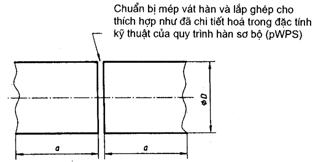 Chuẩn bị mép vát hàn và lắp ghép cho
thích hợp như đã chi tiết hoá trong đặc tính
kỹ thuật của quy trình hàn sơ bộ (pWPS)
ΦD
a a